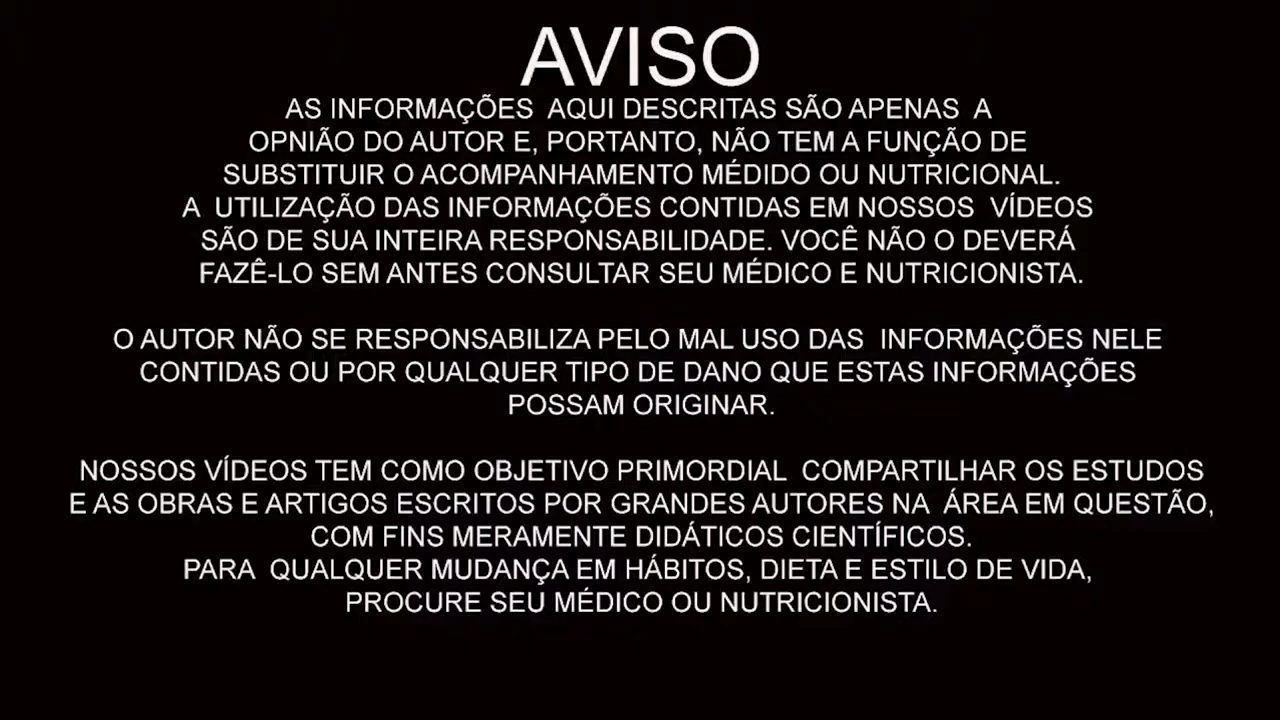 AVISO
AS INFORMAÇÕES AQUI DESCRITAS SÃO APENAS A
OPNIÃO DO AUTOR E, PORTANTO, NÃO TEM A FUNÇÃO DE
SUBSTITUIR O ACOMPANHAMENTO MÉDIDO OU NUTRICIONAL.
A UTILIZAÇÃO DAS INFORMAÇÕES CONTIDAS EM NOSSOS VÍDEOS
SÃO DE SUA INTEIRA RESPONSABILIDADE. VOCÊ NÃO O DEVERÁ
FAZÊ-LO SEM ANTES CONSULTAR SEU MÉDICO E NUTRICIONISTA.
O AUTOR NÃO SE RESPONSABILIZA PELO MAL USO DAS INFORMAÇÕES NELE
CONTIDAS OU POR QUALQUER TIPO DE DANO QUE ESTAS INFORMAÇÕES
POSSAM ORIGINAR.
NOSSOS VÍDEOS TEM COMO OBJETIVO PRIMORDIAL COMPARTILHAR OS ESTUDOS
E AS OBRAS E ARTIGOS ESCRITOS POR GRANDES AUTORES NA ÁREA EM QUESTÃO,
COM FINS MERAMENTE DIDÁTICOS CIENTÍFICOS.
PARA QUALQUER MUDANÇA EM HÁBITOS, DIETA E ESTILO DE VIDA,
PROCURE SEU MÉDICO OU NUTRICIONISTA.